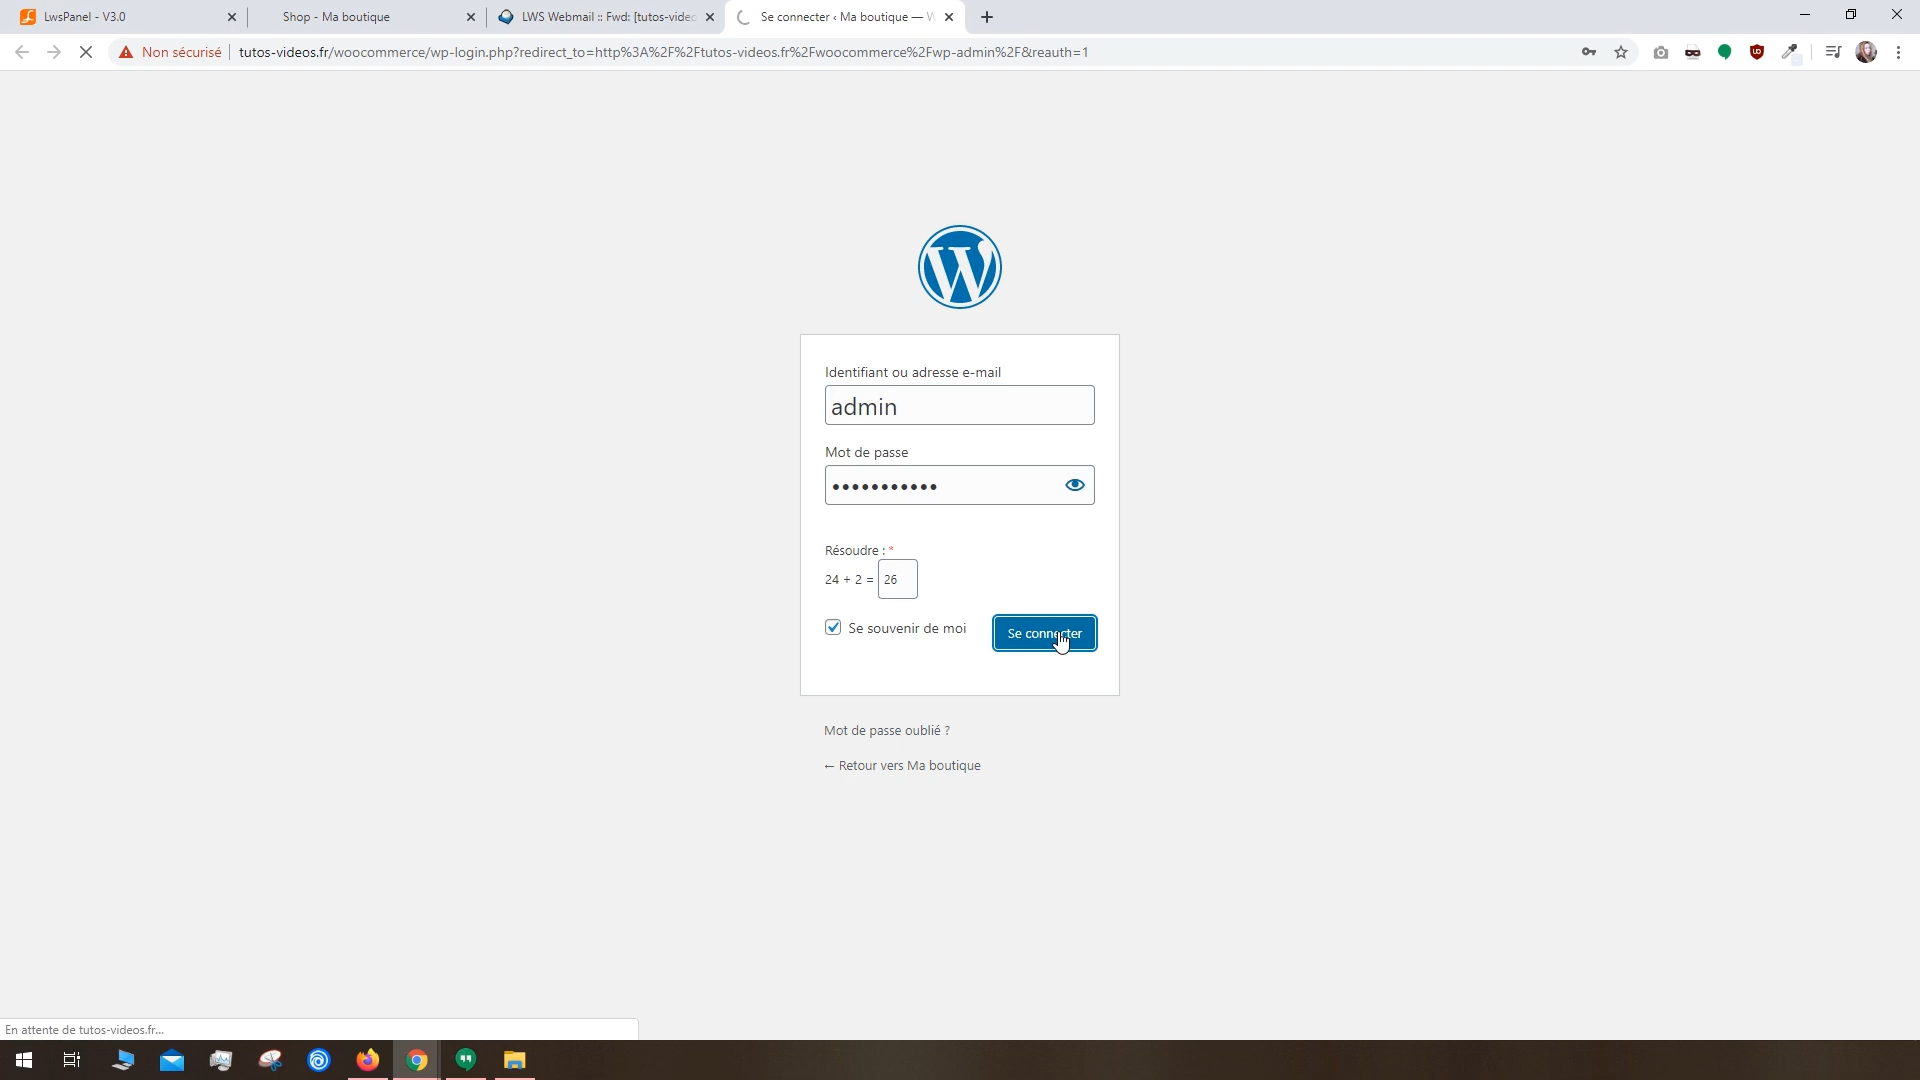 LwsPanel - V3.0
Shop - Ma boutique
LWS Webmail :: Fwd: [tutos-videc
Se connecter ‹ Ma boutique — W
Non sécurisé
tutos-videos.fr/woocommerce/wp-login.php?redirect_to=http%3A%2F%2Ftutos-videos.fr%2Fwoocommerce%2Fwp-admin%2F&reauth=1
Identifiant ou adresse e-mail
admin
Mot de passe
Résoudre : *
24 + 2 = 26
Se souvenir de moi
Se connecter
Mot de passe oublié ?
← Retour vers Ma boutique
En attente de tutos-videos.fr...